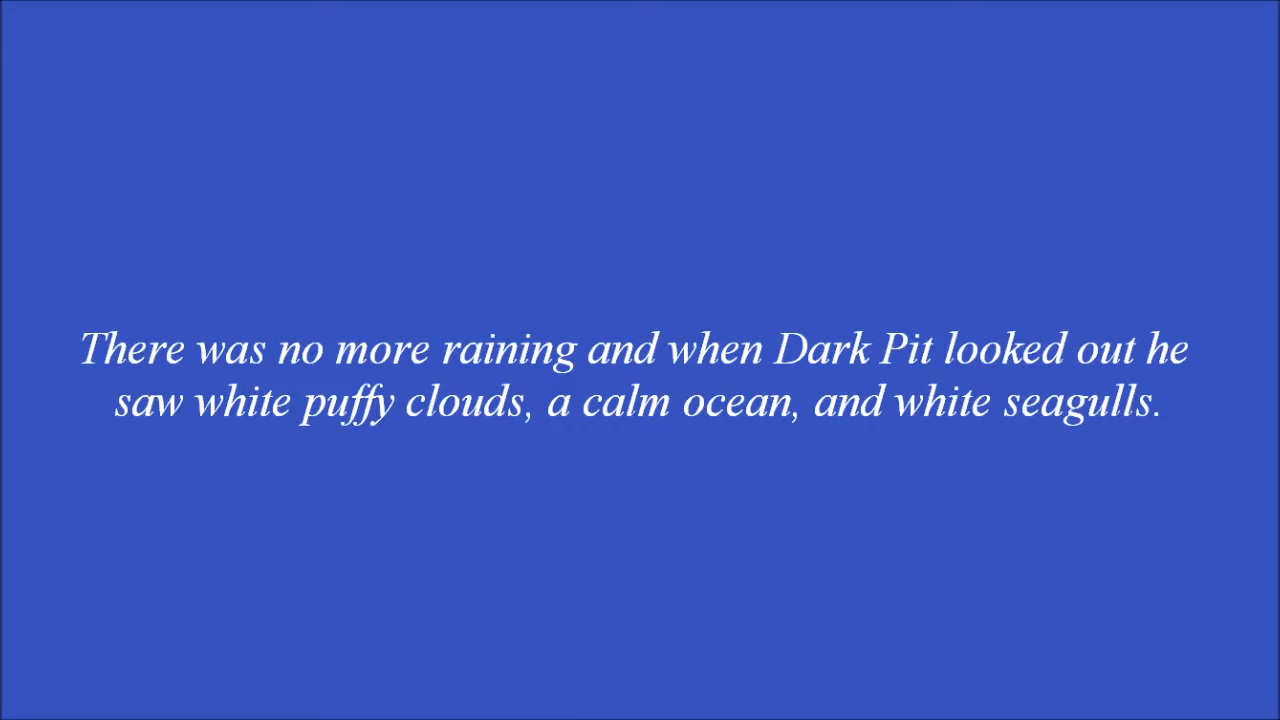 There was no more raining and when Dark Pit looked out he
saw white puffy clouds, a calm ocean, and white seagulls.